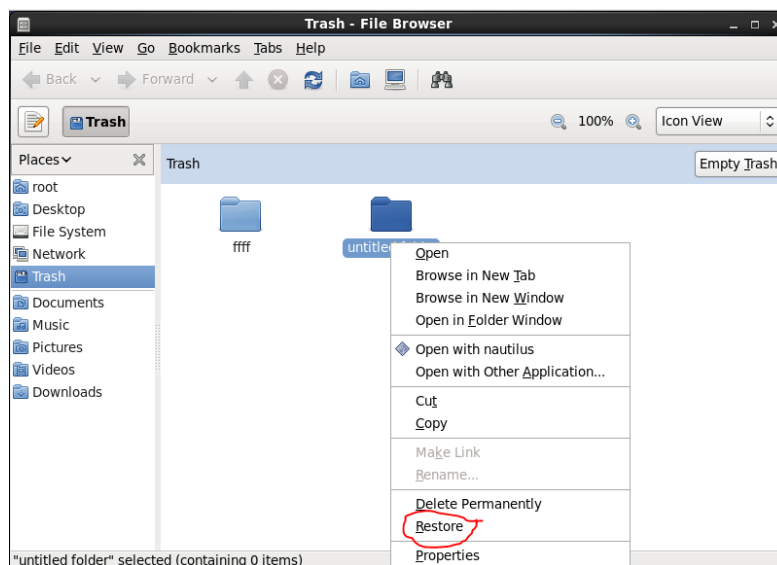 Trash - File Browser
File Edit View Go Bookmarks Tabs Help
Back Forward
Trash 100% Icon View
Places Trash Empty Trash
root
Desktop
File System
Network
Trash
Documents
Music
Pictures
Videos
Downloads
ffff
Open
Browse in New Tab
Browse in New Window
Open in Folder Window
Open with nautilus
Open with Other Application...
Cut
Copy
Make Link
Rename...
Delete Permanently
Restore
Properties
"untitled folder" selected (containing 0 items)